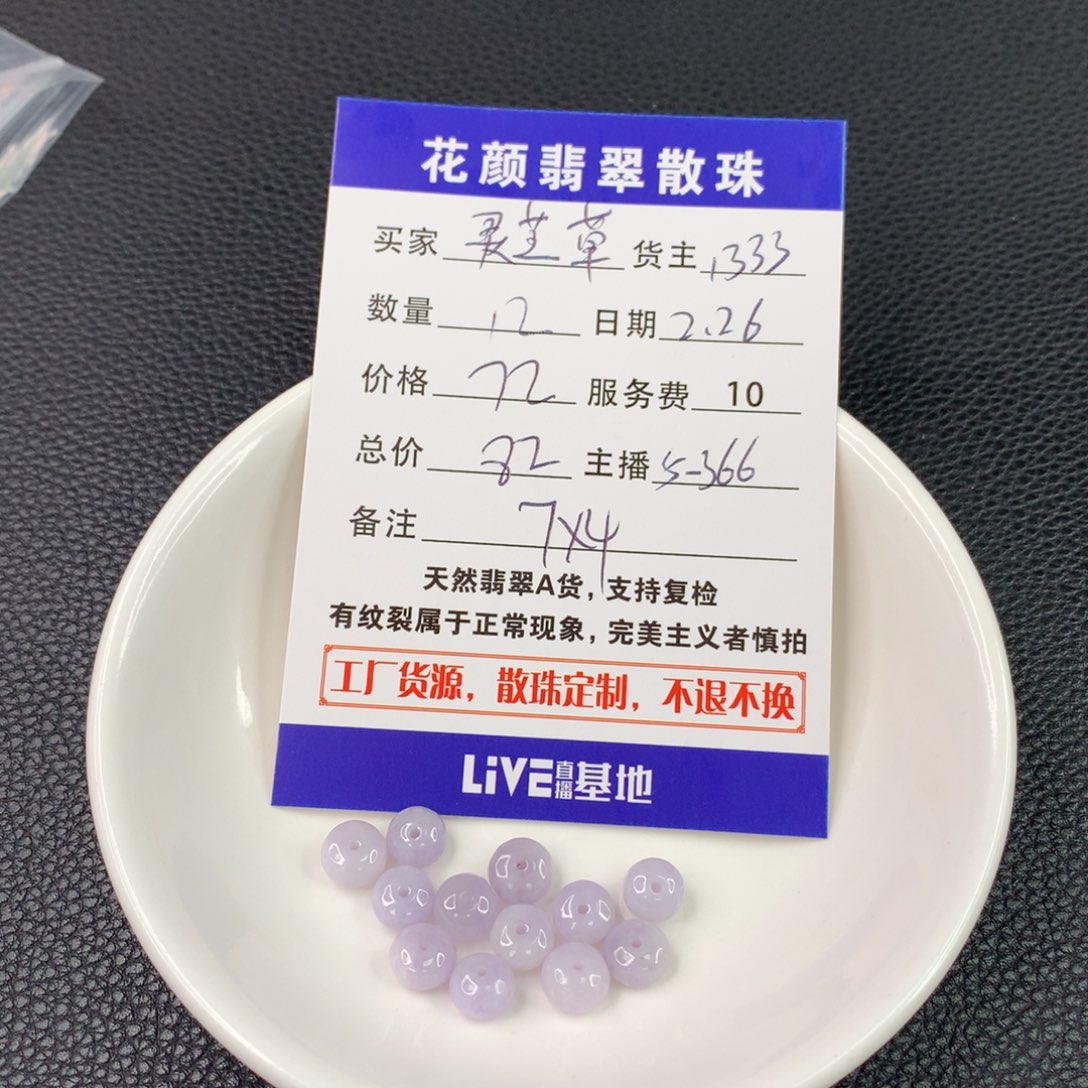 花颜翡翠散珠
买家 灵芝草 货主 1333
数量 12 日期 2.26
价格 72 服务费 10
总价 82 主播 5-366
备注 7x4
天然翡翠A货，支持复检
有纹裂属于正常现象，完美主义者慎拍
工厂货源，散珠定制，不退不换
LiVE直播基地